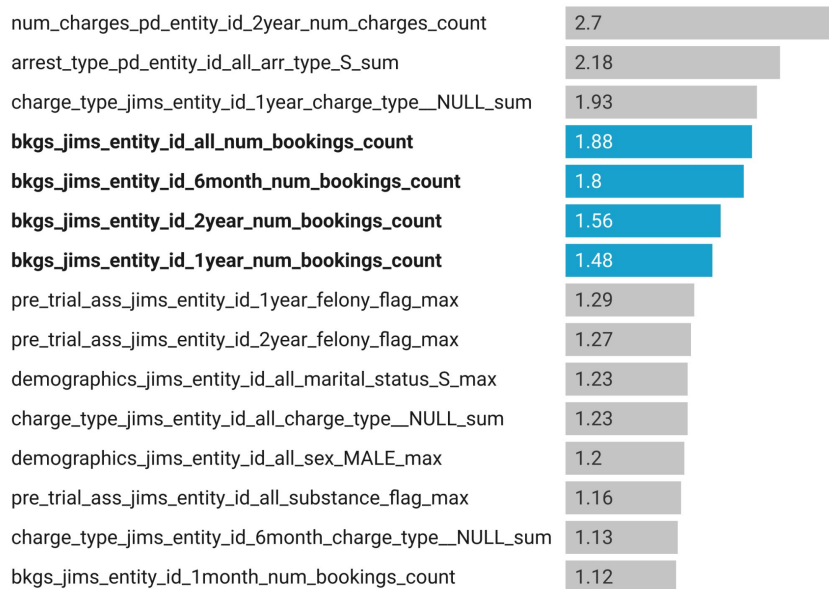 num_charges_pd_entity_id_2year_num_charges_count 2.7
arrest_type_pd_entity_id_all_arr_type_S_sum 2.18
charge_type_jims_entity_id_1year_charge_type__NULL_sum 1.93
bkgs_jims_entity_id_all_num_bookings_count 1.88
bkgs_jims_entity_id_6month_num_bookings_count 1.8
bkgs_jims_entity_id_2year_num_bookings_count 1.56
bkgs_jims_entity_id_1year_num_bookings_count 1.48
pre_trial_ass_jims_entity_id_1year_felony_flag_max 1.29
pre_trial_ass_jims_entity_id_2year_felony_flag_max 1.27
demographics_jims_entity_id_all_marital_status_S_max 1.23
charge_type_jims_entity_id_all_charge_type__NULL_sum 1.23
demographics_jims_entity_id_all_sex_MALE_max 1.2
pre_trial_ass_jims_entity_id_all_substance_flag_max 1.16
charge_type_jims_entity_id_6month_charge_type__NULL_sum 1.13
bkgs_jims_entity_id_1month_num_bookings_count 1.12